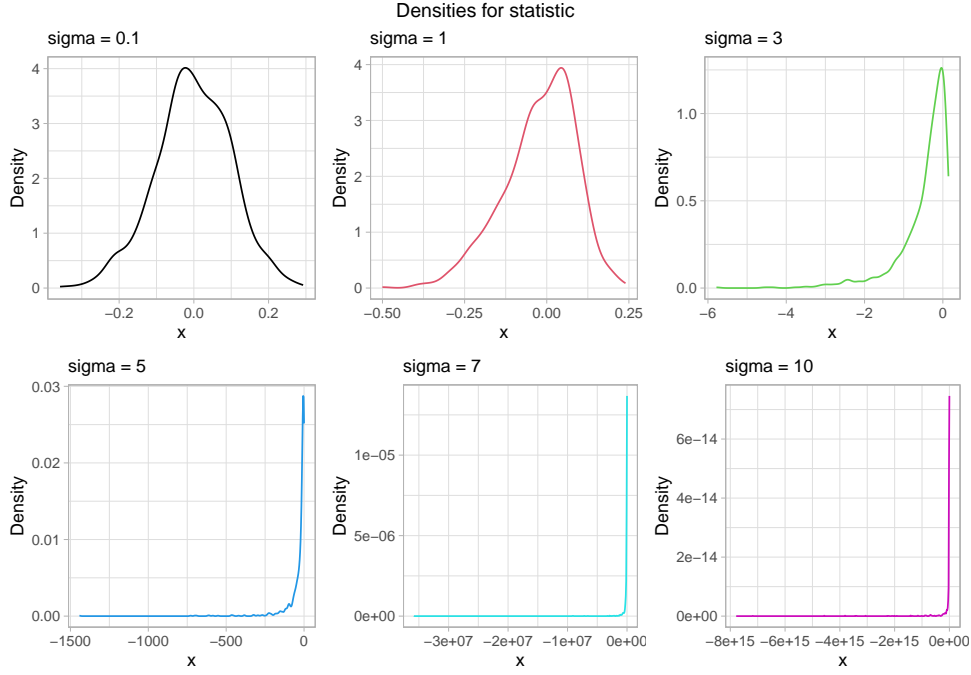 Densities for statistic
sigma = 0.1
sigma = 1
sigma = 3
Density
4
3
2
1
0
−0.2
0.0
0.2
x
Density
4
3
2
1
0
−0.50
−0.25
0.00
0.25
x
Density
1.0
0.5
0.0
−6
−4
−2
0
x
sigma = 5
sigma = 7
sigma = 10
Density
0.03
0.02
0.01
0.00
−1500
−1000
−500
0
x
Density
1e−05
5e−06
0e+00
−3e+07
−2e+07
−1e+07
0e+00
x
Density
6e−14
4e−14
2e−14
0e+00
−8e+15
−6e+15
−4e+15
−2e+15
0e+00
x